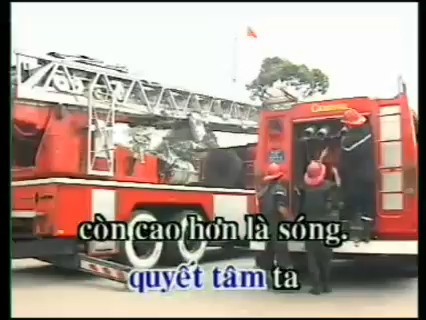 còn cao hơn là sóng.
quyết tâm ta